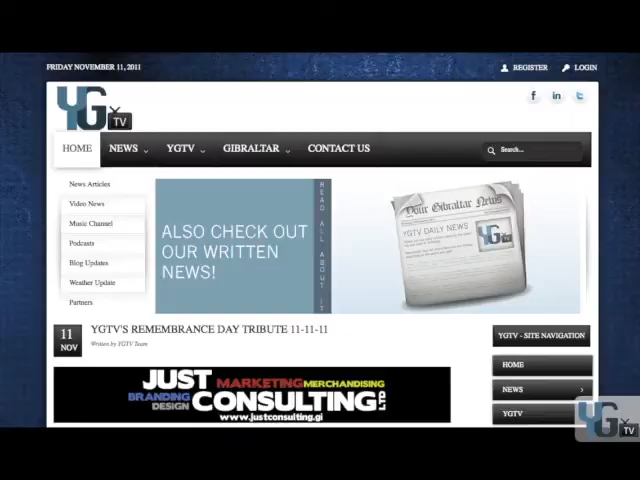 FRIDAY NOVEMBER 11, 2011
REGISTER
LOGIN
YG TV
f in t
HOME NEWS YGTV GIBRALTAR CONTACT US
Search...
News Articles
Video News
Music Channel
Podcasts
Blog Updates
Weather Update
Partners
ALSO CHECK OUT
OUR WRITTEN
NEWS!
READ ALL ABOUT IT
Your Gibraltar News
YGTV DAILY NEWS
YG TV
11
NOV
YGTV'S REMEMBRANCE DAY TRIBUTE 11-11-11
Written by YGTV Team
JUST MARKETING MERCHANDISING
BRANDING DESIGN CONSULTING LTD
www.justconsulting.gi
YGTV - SITE NAVIGATION
HOME
NEWS ›
YGTV
YG TV